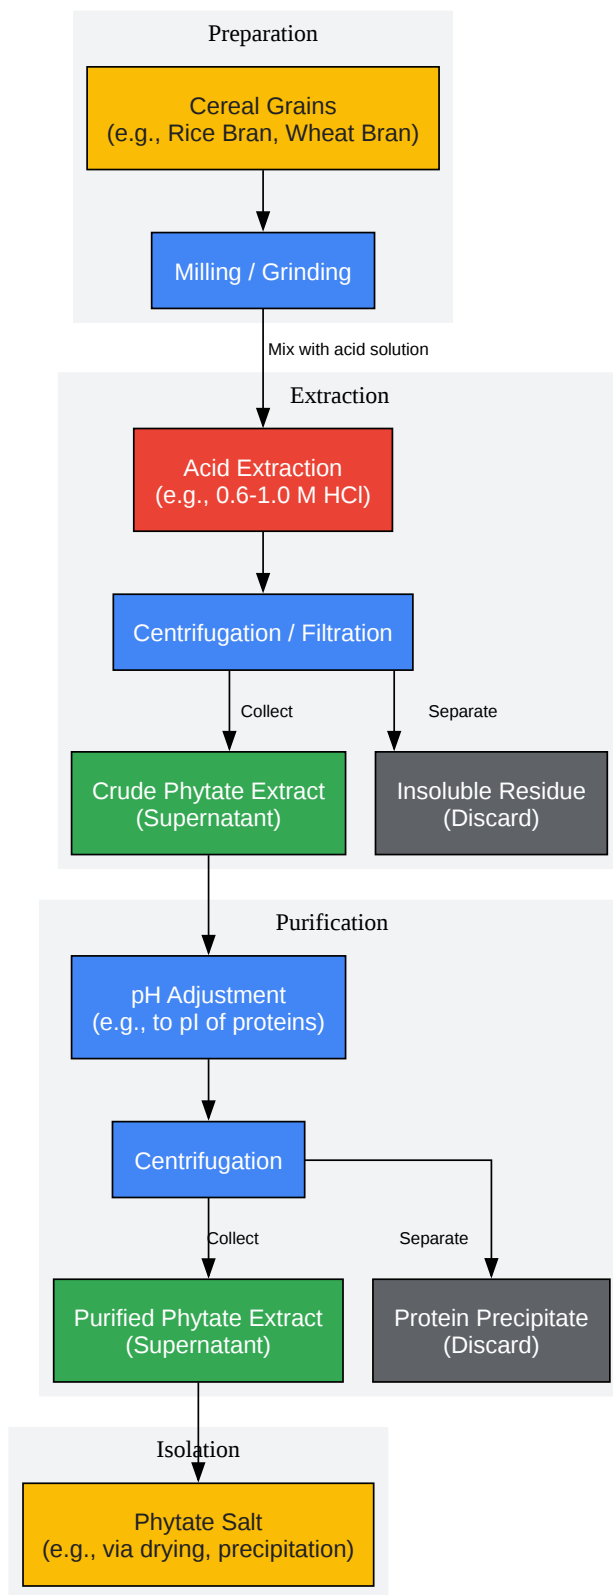 Preparation
Cereal Grains
(e.g., Rice Bran, Wheat Bran)
Milling / Grinding
Mix with acid solution
Extraction
Acid Extraction
(e.g., 0.6-1.0 M HCl)
Centrifugation / Filtration
Collect
Separate
Crude Phytate Extract
(Supernatant)
Insoluble Residue
(Discard)
Purification
pH Adjustment
(e.g., to pI of proteins)
Centrifugation
Collect
Separate
Purified Phytate Extract
(Supernatant)
Protein Precipitate
(Discard)
Isolation
Phytate Salt
(e.g., via drying, precipitation)